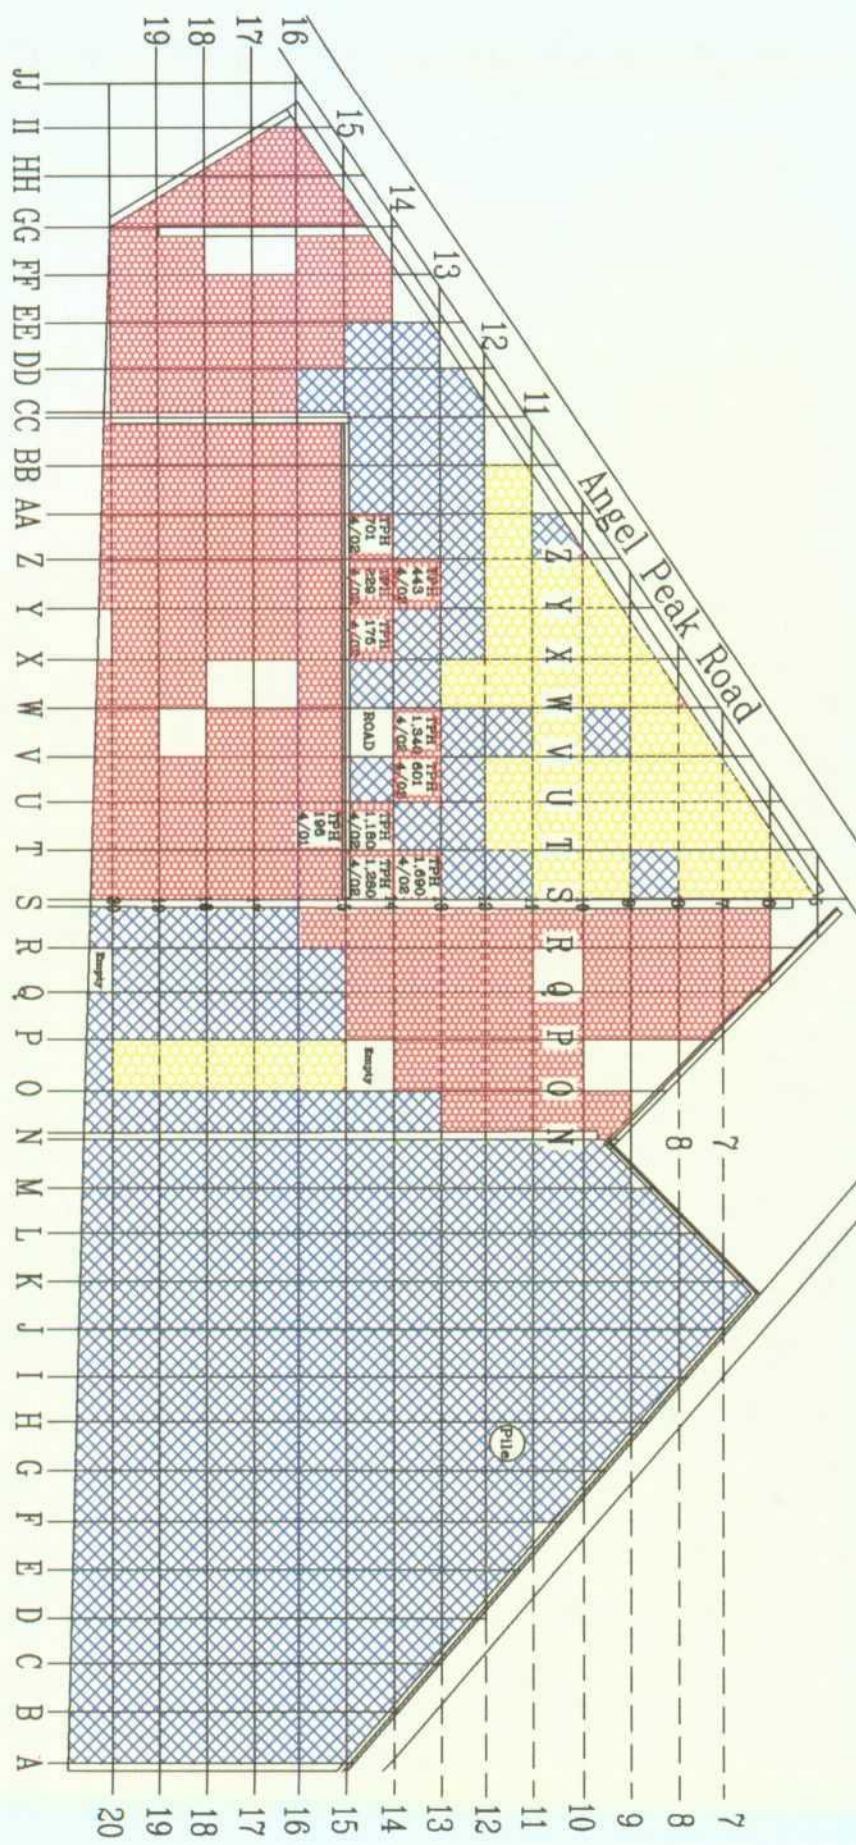 16
17
18
19
15
14
13
12
11
Angel Peak Road
JJ
II
HH
GG
FF
EE
DD
CC
BB
AA
Z
Y
X
W
V
U
T
S
R
Q
P
O
N
M
L
K
J
I
H
G
F
E
D
C
B
A
Z
Y
X
W
V
U
T
S
R
Q
P
O
N
TPH
701
4/02
TPH
443
TPH
229
4/02
TPH
175
ROAD
TPH
1,340
4/02
TPH
601
TPH
196
4/01
TPH
1,180
4/02
TPH
1,280
4/02
TPH
1,690
4/02
Empty
Empty
Pile
8
7
20
19
18
17
16
15
14
13
12
11
10
9
8
7